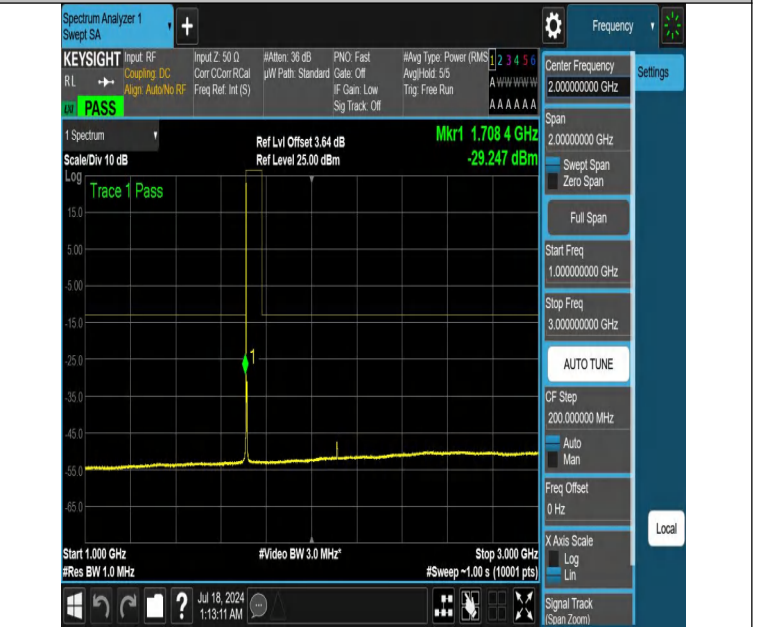 Spectrum Analyzer 1
Swept SA
+
Frequency
KEYSIGHT
RL
PASS
Input: RF
Coupling: DC
Align: Auto/No RF
Input Z: 50 Ω
Corr CCorr RCal
Freq Ref: Int (S)
#Atten: 36 dB
µW Path: Standard
PNO: Fast
Gate: Off
IF Gain: Low
Sig Track: Off
#Avg Type: Power (RMS
Avg|Hold: 5/5
Trig: Free Run
1 2 3 4 5 6
A W W W W W
A A A A A A
1 Spectrum
Scale/Div 10 dB
Ref Lvl Offset 3.64 dB
Ref Level 25.00 dBm
Mkr1 1.708 4 GHz
-29.247 dBm
Log
Trace 1 Pass
15.0
5.00
-5.00
-15.0
-25.0
1
-35.0
-45.0
-55.0
-65.0
Start 1.000 GHz
#Res BW 1.0 MHz
#Video BW 3.0 MHz*
Stop 3.000 GHz
#Sweep ~1.00 s (10001 pts)
?
Jul 18, 2024
1:13:11 AM
Center Frequency
2.00000000 GHz
Settings
Span
2.00000000 GHz
Swept Span
Zero Span
Full Span
Start Freq
1.000000000 GHz
Stop Freq
3.000000000 GHz
AUTO TUNE
CF Step
200.000000 MHz
Auto
Man
Freq Offset
0 Hz
X Axis Scale
Log
Lin
Local
Signal Track
(Span Zoom)